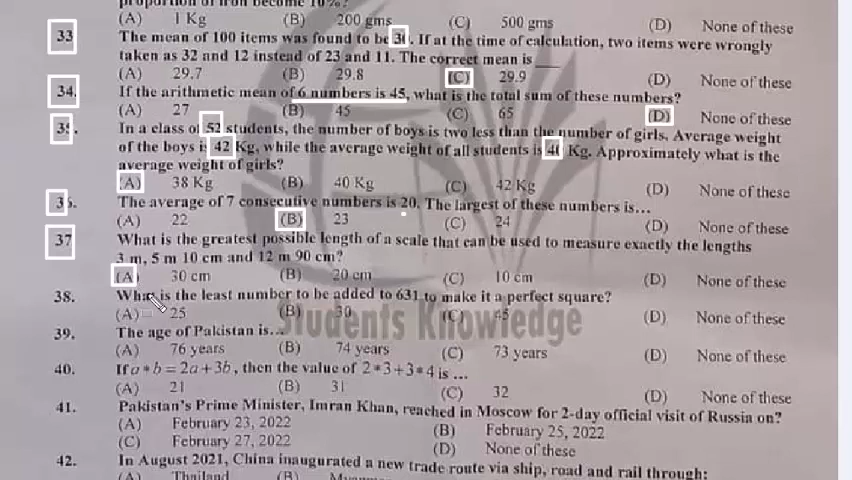 proportion of iron become 10%?
(A) 1 Kg (B) 200 gms (C) 500 gms (D) None of these
33 The mean of 100 items was found to be 30. If at the time of calculation, two items were wrongly
taken as 32 and 12 instead of 23 and 11. The correct mean is ____
(A) 29.7 (B) 29.8 (C) 29.9 (D) None of these
34. If the arithmetic mean of 6 numbers is 45, what is the total sum of these numbers?
(A) 27 (B) 45 (C) 65 (D) None of these
35. In a class of 52 students, the number of boys is two less than the number of girls. Average weight
of the boys is 42 Kg, while the average weight of all students is 40 Kg. Approximately what is the
average weight of girls?
(A) 38 Kg (B) 40 Kg (C) 42 Kg (D) None of these
36. The average of 7 consecutive numbers is 20. The largest of these numbers is…
(A) 22 (B) 23 (C) 24 (D) None of these
37 What is the greatest possible length of a scale that can be used to measure exactly the lengths
3 m, 5 m 10 cm and 12 m 90 cm?
(A) 30 cm (B) 20 cm (C) 10 cm (D) None of these
38. What is the least number to be added to 631 to make it a perfect square?
(A) 25 (B) 30 (C) 45 (D) None of these
Students Knowledge
39. The age of Pakistan is...
(A) 76 years (B) 74 years (C) 73 years (D) None of these
40. If a * b = 2a + 3b, then the value of 2 * 3 + 3 * 4 is ...
(A) 21 (B) 31 (C) 32 (D) None of these
41. Pakistan's Prime Minister, Imran Khan, reached in Moscow for 2-day official visit of Russia on?
(A) February 23, 2022 (B) February 25, 2022
(C) February 27, 2022 (D) None of these
42. In August 2021, China inaugurated a new trade route via ship, road and rail through:
(A) Thailand (B)